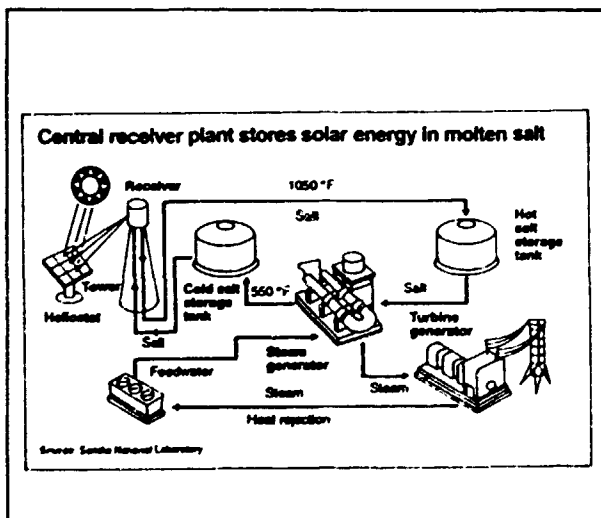 Central receiver plant stores solar energy in molten salt
Receiver
1050 °F
Salt
Hot
salt
storage
tank
Tower
Heliostat
Cold salt
storage
tank
560 °F
Salt
Salt
Turbine
generator
Steam
generator
Feedwater
Steam
Steam
Heat rejection
Source Sandia National Laboratory